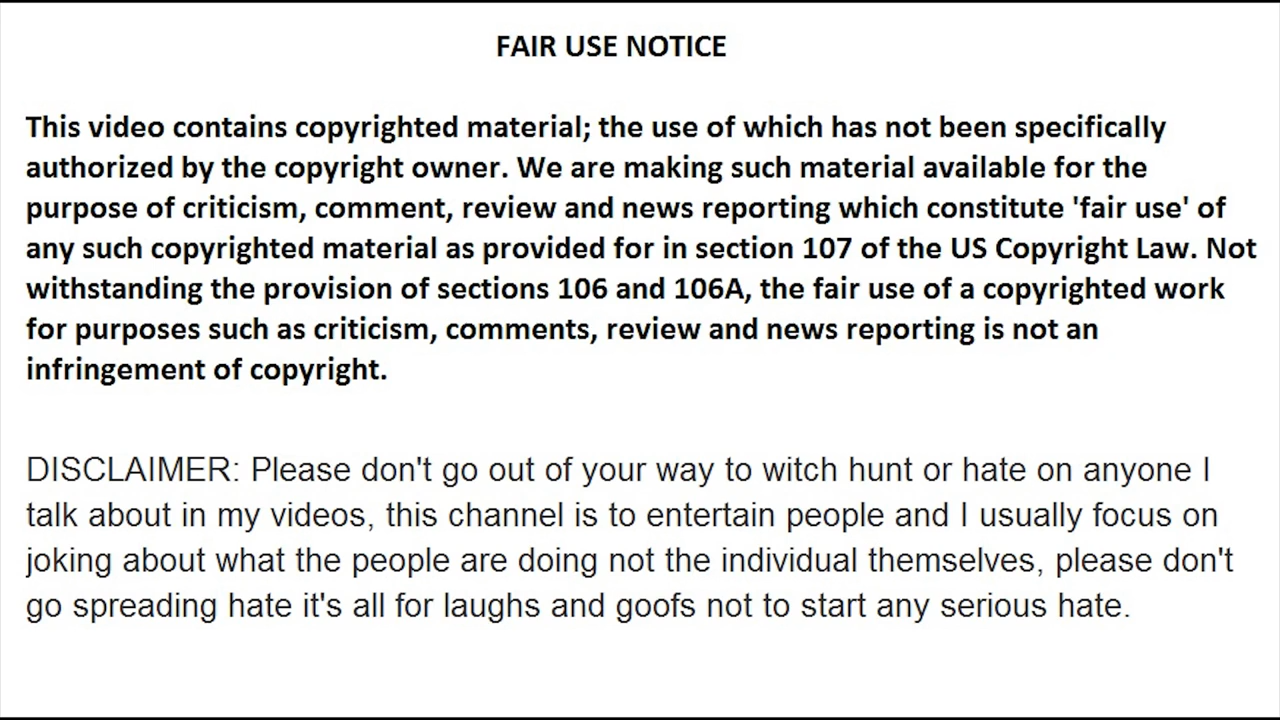 FAIR USE NOTICE
This video contains copyrighted material; the use of which has not been specifically
authorized by the copyright owner. We are making such material available for the
purpose of criticism, comment, review and news reporting which constitute 'fair use' of
any such copyrighted material as provided for in section 107 of the US Copyright Law. Not
withstanding the provision of sections 106 and 106A, the fair use of a copyrighted work
for purposes such as criticism, comments, review and news reporting is not an
infringement of copyright.
DISCLAIMER: Please don't go out of your way to witch hunt or hate on anyone I
talk about in my videos, this channel is to entertain people and I usually focus on
joking about what the people are doing not the individual themselves, please don't
go spreading hate it's all for laughs and goofs not to start any serious hate.